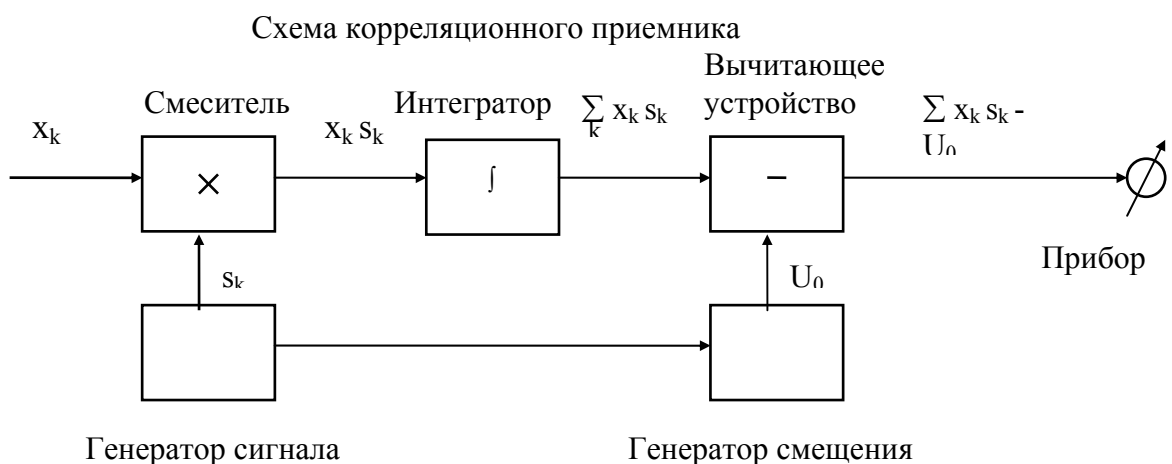 Схема корреляционного приемника
Вычитающее
устройство
Смеситель
Интегратор
x_k
x_k s_k
∑ x_k s_k
k
∑ x_k s_k -
U_0
×
∫
−
Прибор
s_k
U_0
Генератор сигнала
Генератор смещения